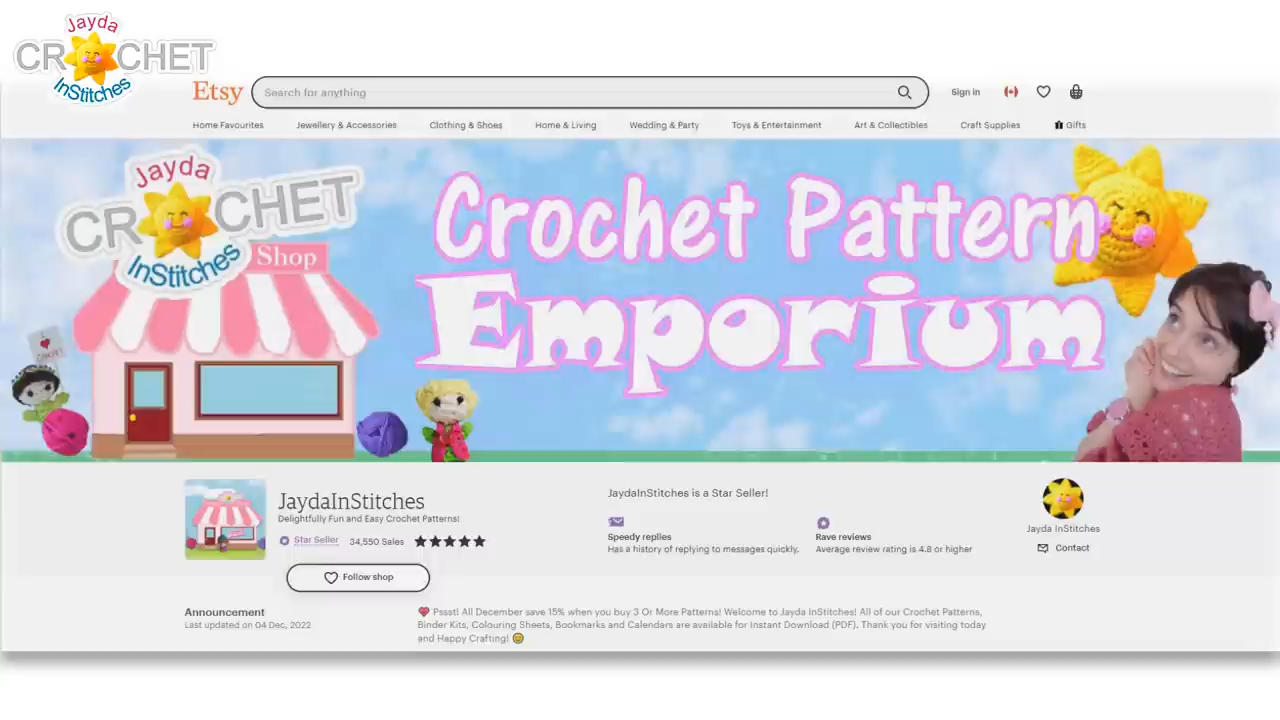 Jayda
CROCHET
InStitches
Etsy
Search for anything
Sign in
Home Favourites
Jewellery & Accessories
Clothing & Shoes
Home & Living
Wedding & Party
Toys & Entertainment
Art & Collectibles
Craft Supplies
Gifts
Jayda
CROCHET
InStitches
Shop
Crochet Pattern
Emporium
JaydaInStitches
Delightfully Fun and Easy Crochet Patterns!
Star Seller
34,550 Sales
Follow shop
JaydaInStitches is a Star Seller!
Speedy replies
Has a history of replying to messages quickly.
Rave reviews
Average review rating is 4.8 or higher
Jayda InStitches
Contact
Announcement
Last updated on 04 Dec, 2022
Pssst! All December save 15% when you buy 3 Or More Patterns! Welcome to Jayda InStitches! All of our Crochet Patterns,
Binder Kits, Colouring Sheets, Bookmarks and Calendars are available for Instant Download (PDF). Thank you for visiting today
and Happy Crafting!